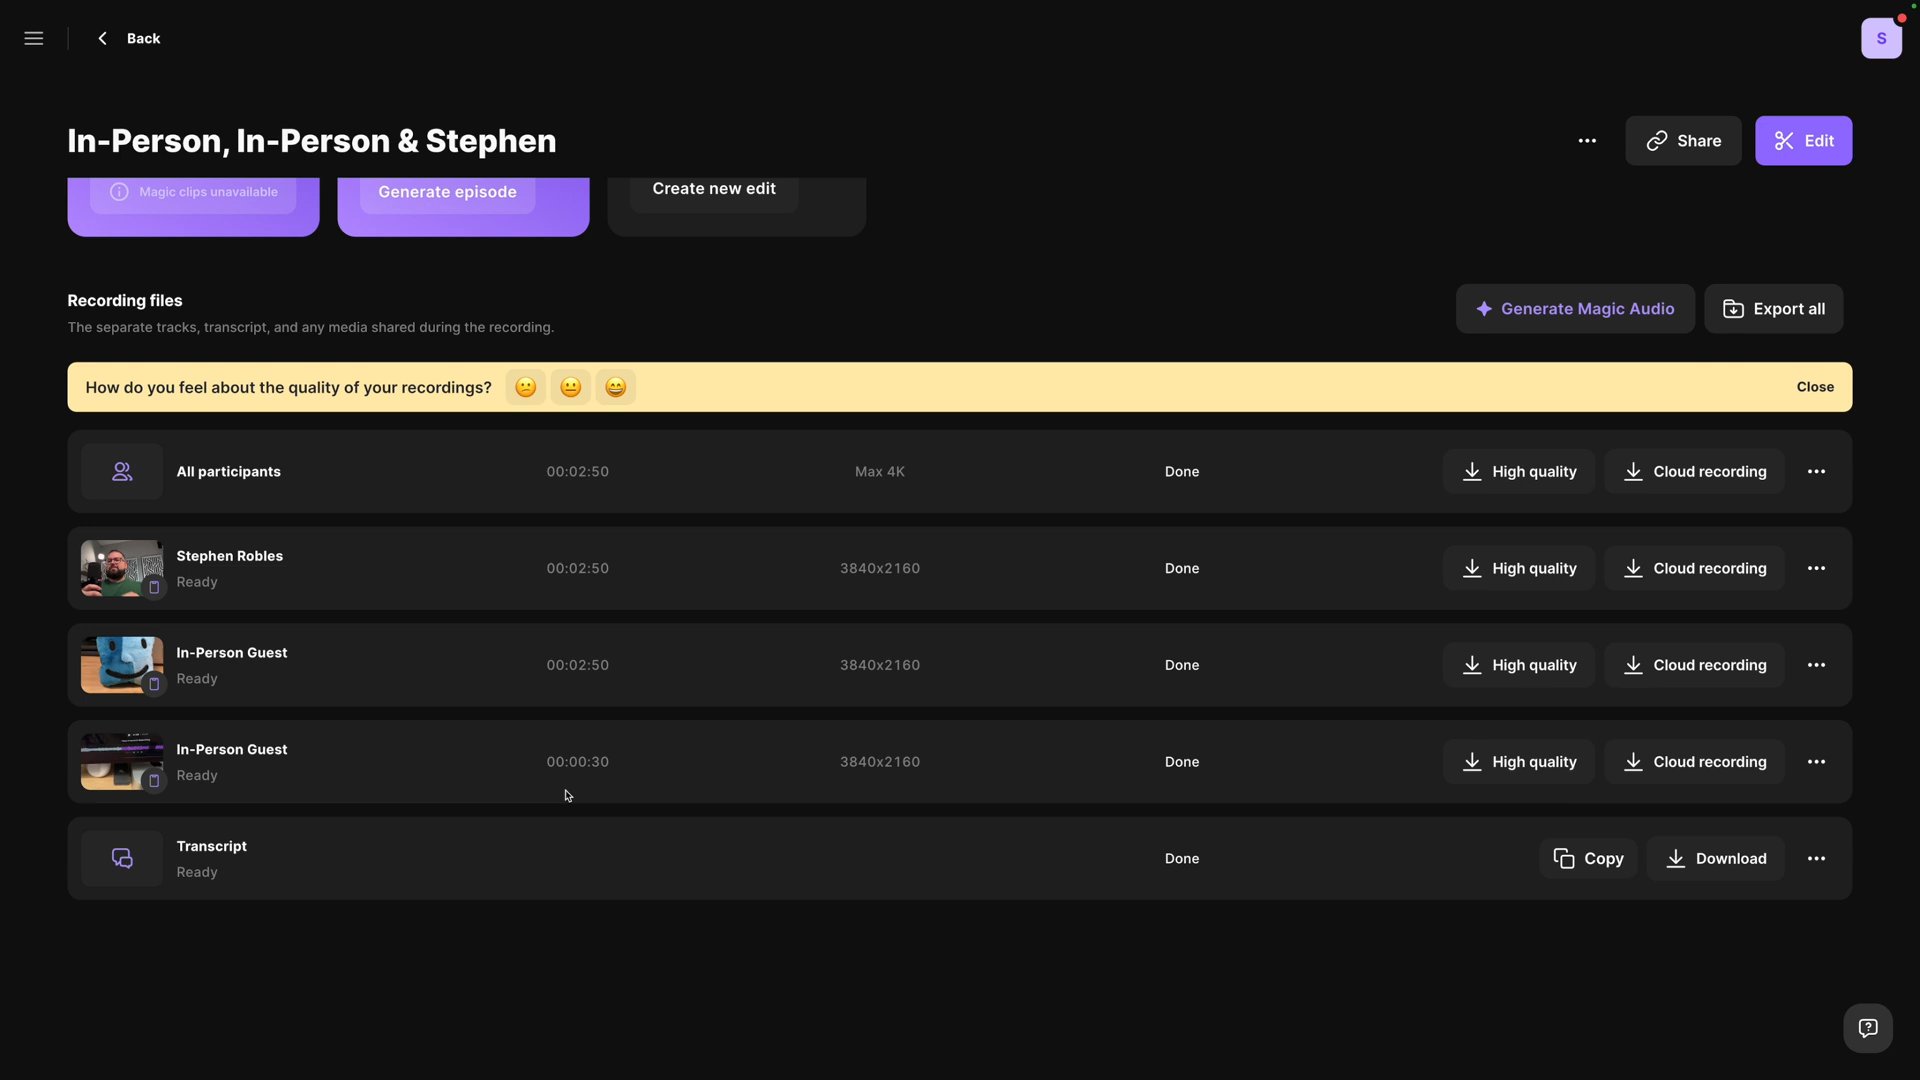 Back
S
In-Person, In-Person & Stephen
Share
Edit
Magic clips unavailable
Generate episode
Create new edit
Recording files
The separate tracks, transcript, and any media shared during the recording.
Generate Magic Audio
Export all
How do you feel about the quality of your recordings?
Close
All participants
00:02:50
Max 4K
Done
High quality
Cloud recording
Stephen Robles
Ready
00:02:50
3840x2160
Done
High quality
Cloud recording
In-Person Guest
Ready
00:02:50
3840x2160
Done
High quality
Cloud recording
In-Person Guest
Ready
00:00:30
3840x2160
Done
High quality
Cloud recording
Transcript
Ready
Done
Copy
Download